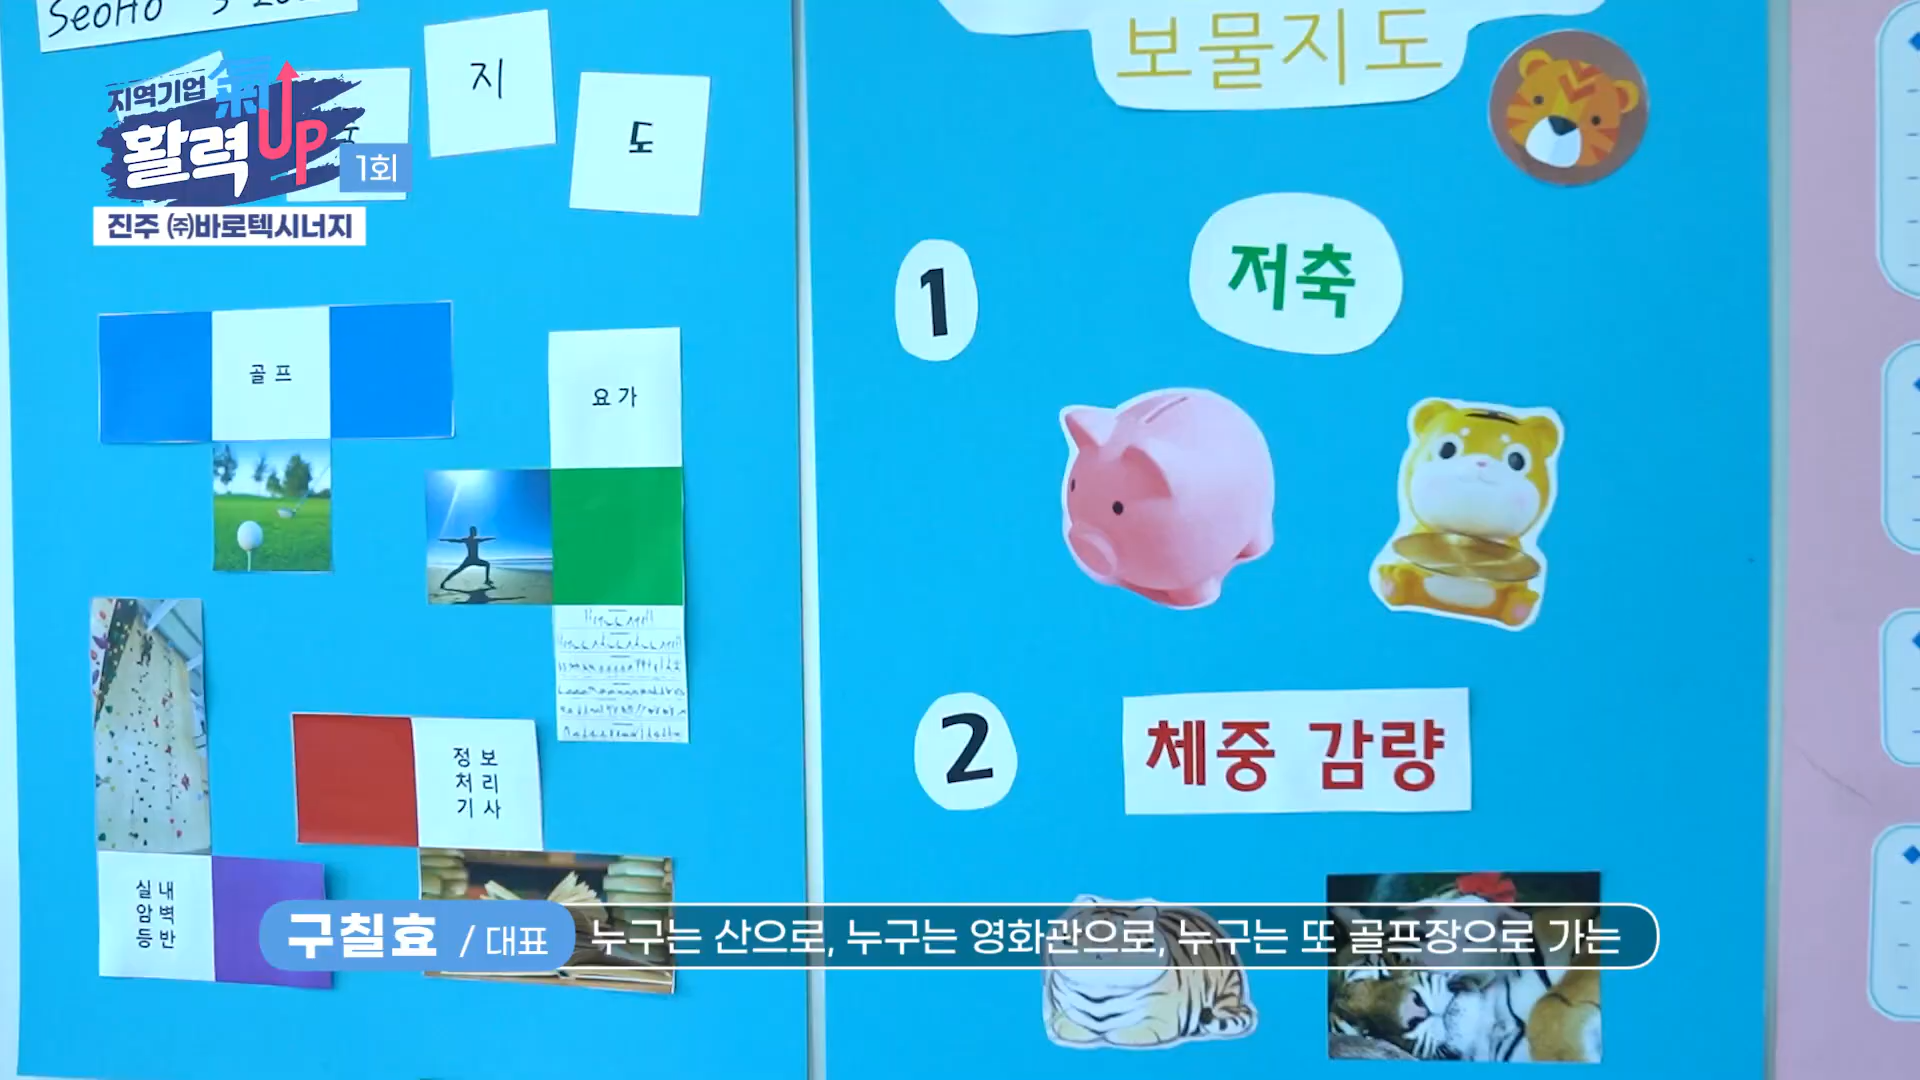 SeoHo
지
도
지역기업 氣
활력UP
1회
진주 ㈜바로텍시너지
골프
요가
정보
처리
기사
실내
암벽
등반
보물지도
1
저축
2
체중 감량
구칠효 / 대표 누구는 산으로, 누구는 영화관으로, 누구는 또 골프장으로 가는